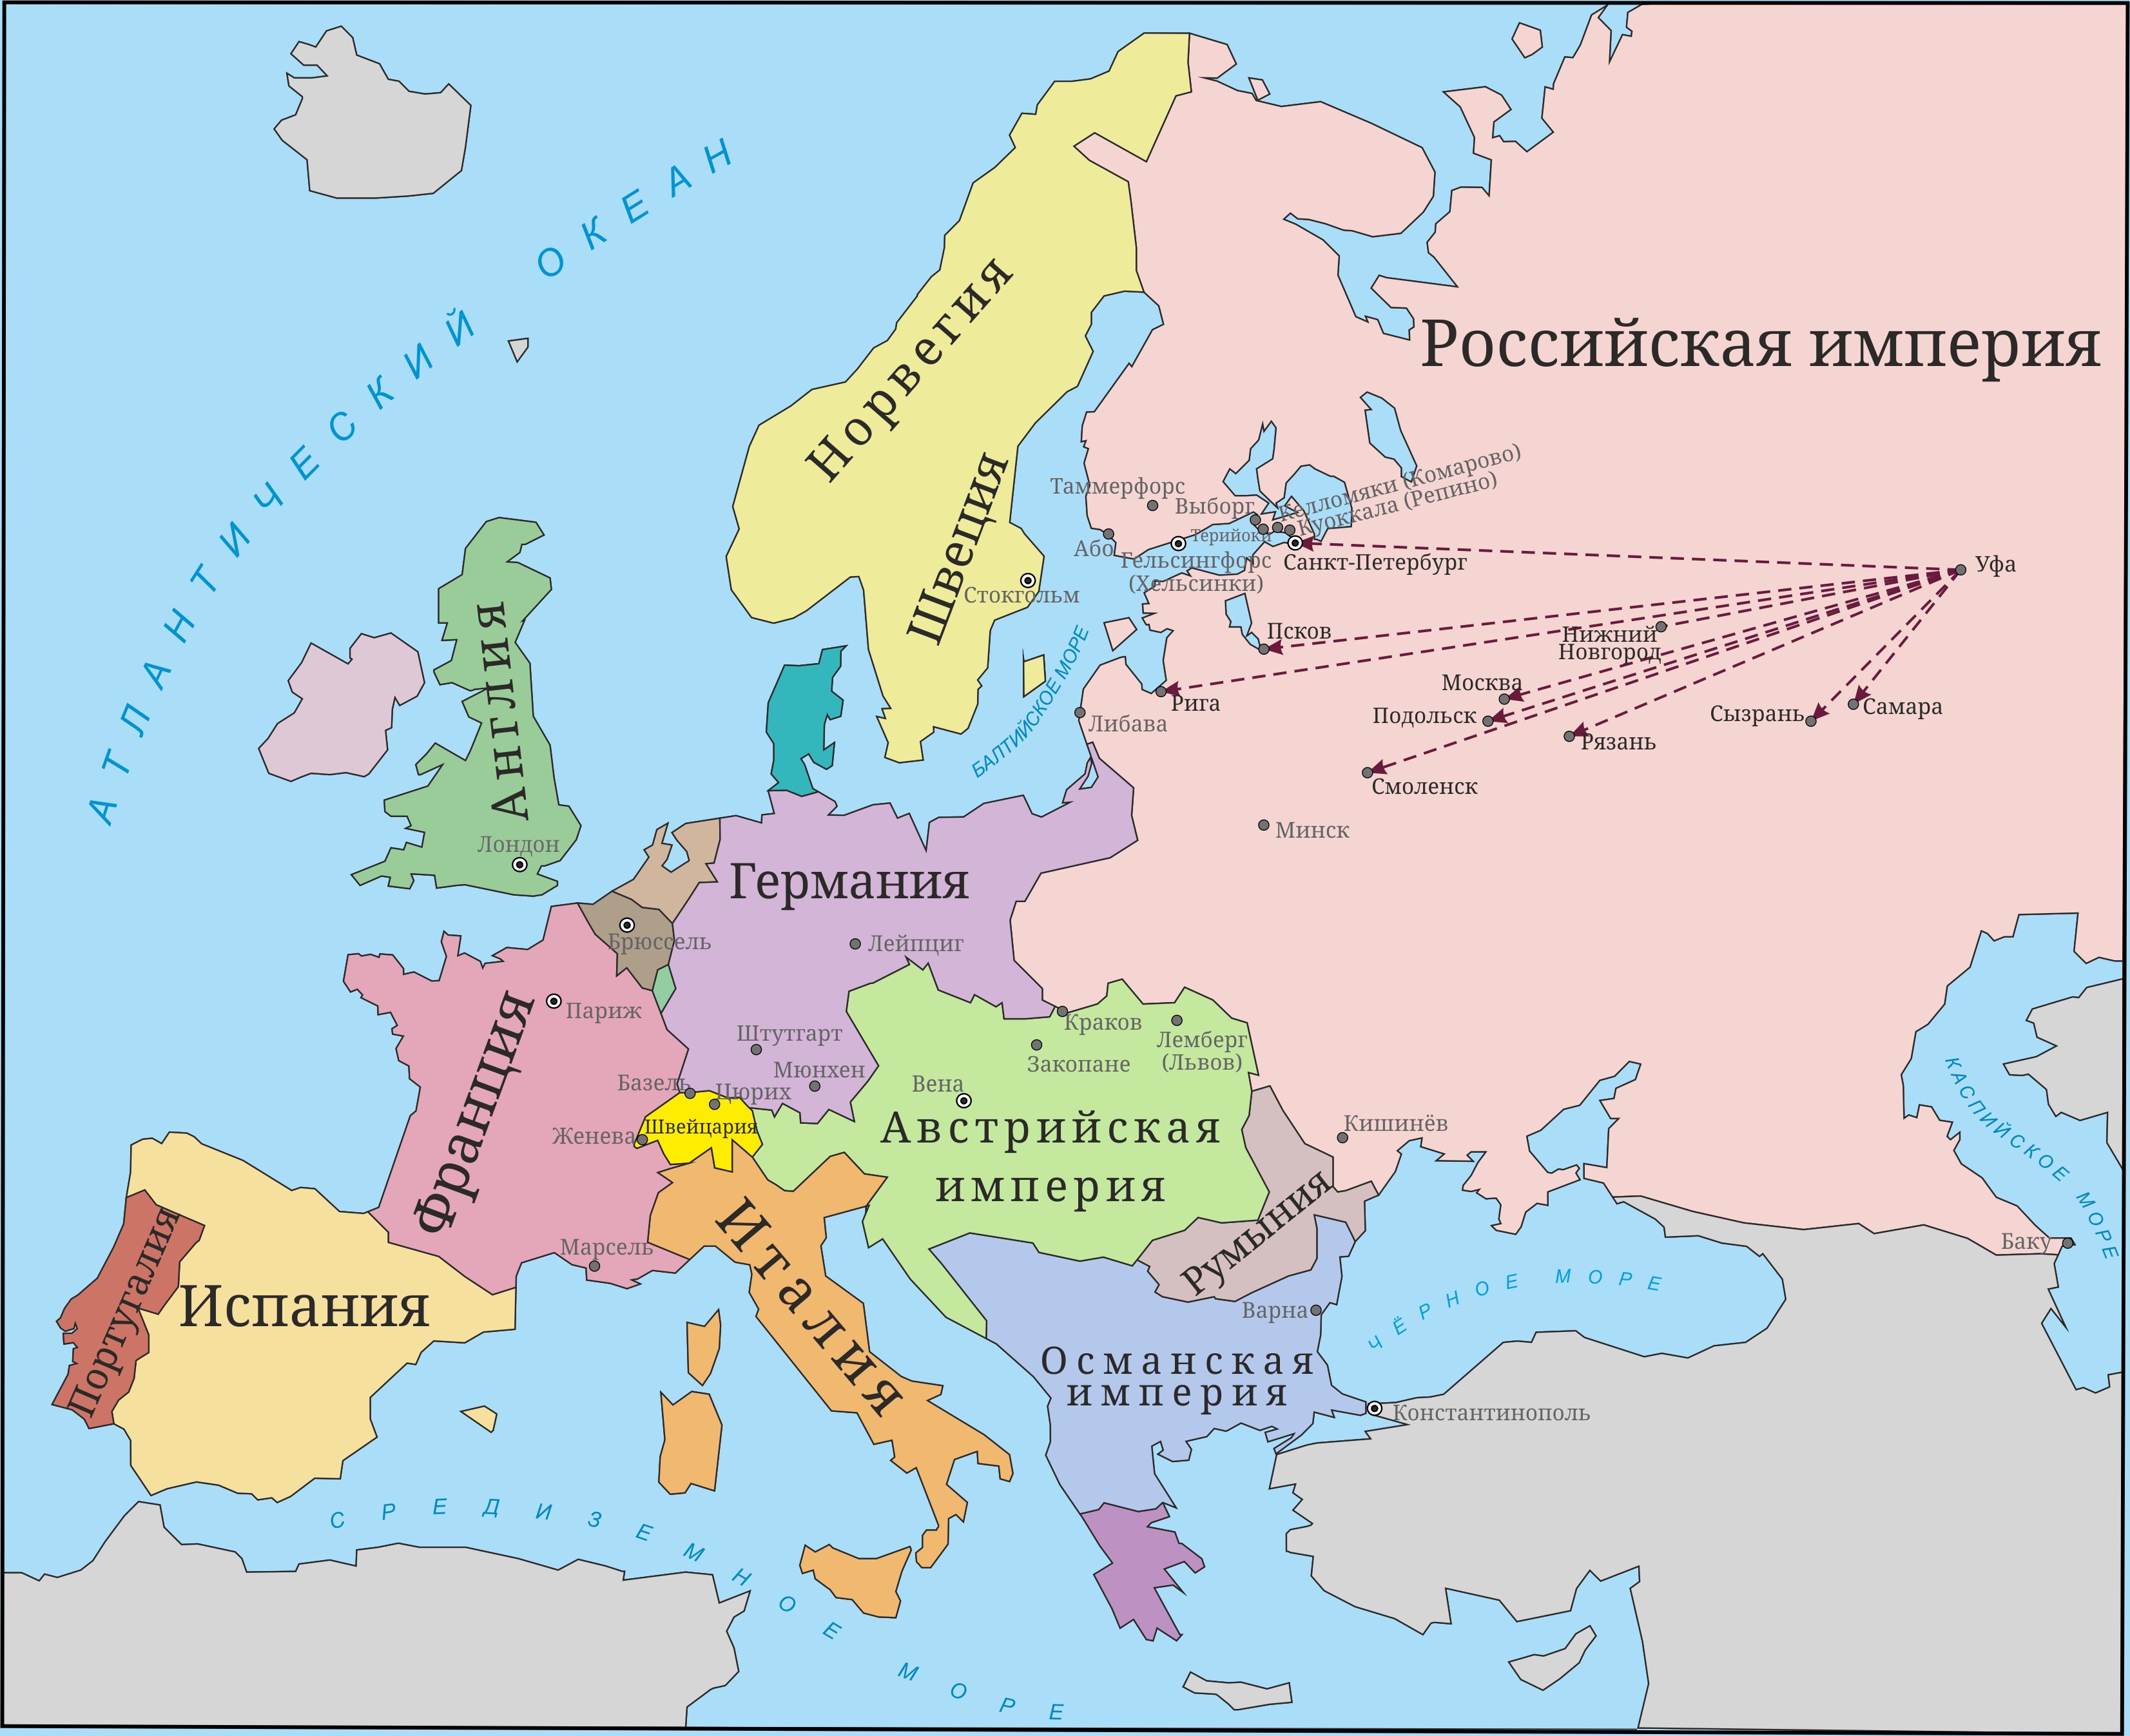 АТЛАНТИЧЕСКИЙ ОКЕАН
Норвегия
Швеция
Российская империя
Таммерфорс
Выборг
Келломяки (Комарово)
Куоккала (Репино)
Або
Терийоки
Гельсингфорс
(Хельсинки)
Санкт-Петербург
Уфа
Стокгольм
Псков
Нижний
Новгород
БАЛТИЙСКОЕ МОРЕ
Рига
Либава
Москва
Подольск
Рязань
Сызрань
Самара
Смоленск
Минск
Англия
Лондон
Германия
Брюссель
Лейпциг
Париж
Франция
Штутгарт
Мюнхен
Краков
Закопане
Лемберг
(Львов)
Базель
Цюрих
Женева
Швейцария
Вена
Австрийская
империя
Кишинёв
КАСПИЙСКОЕ МОРЕ
Румыния
Португалия
Испания
Марсель
Италия
Баку
Варна
ЧЁРНОЕ МОРЕ
Османская
империя
Константинополь
СРЕДИЗЕМНОЕ МОРЕ